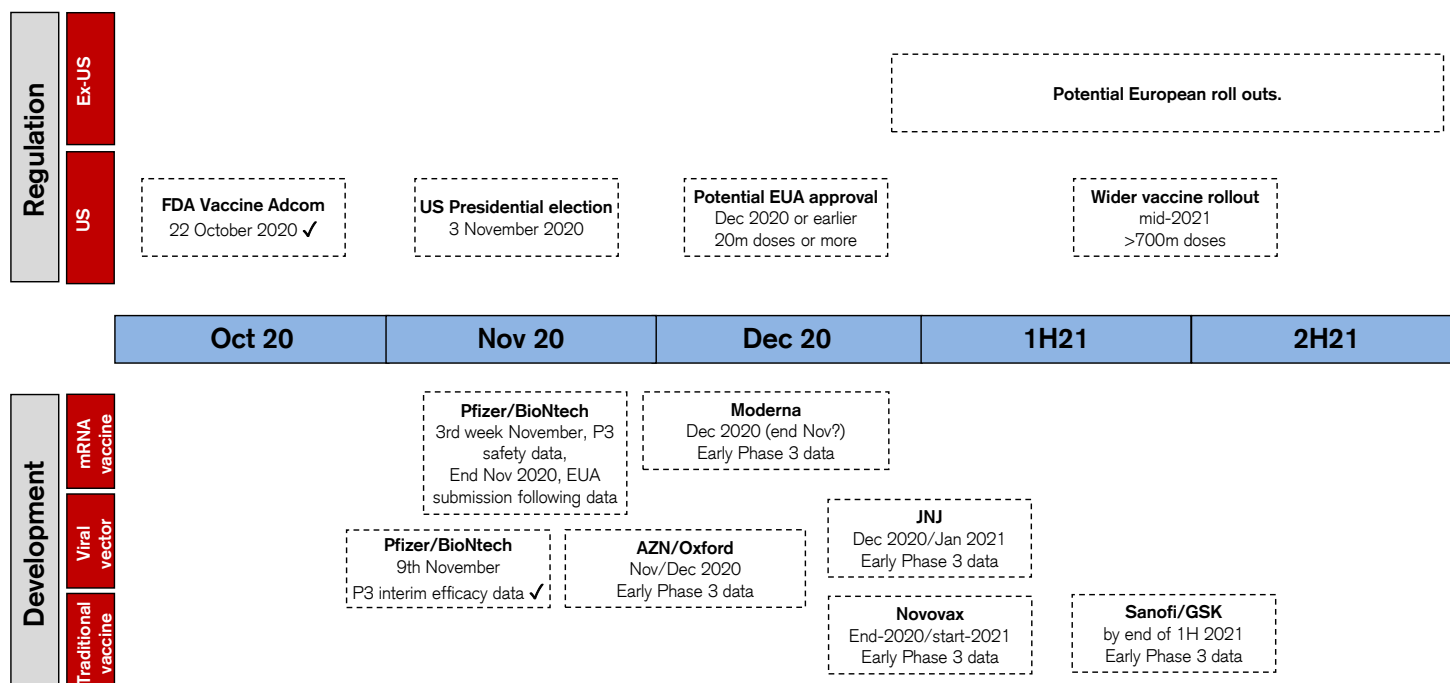 Regulation
Ex-US
Potential European roll outs.
US
FDA Vaccine Adcom
22 October 2020 ✓
US Presidential election
3 November 2020
Potential EUA approval
Dec 2020 or earlier
20m doses or more
Wider vaccine rollout
mid-2021
>700m doses
Oct 20
Nov 20
Dec 20
1H21
2H21
Development
mRNA
vaccine
Pfizer/BioNtech
3rd week November, P3
safety data,
End Nov 2020, EUA
submission following data
Moderna
Dec 2020 (end Nov?)
Early Phase 3 data
Viral
vector
Pfizer/BioNtech
9th November
P3 interim efficacy data ✓
AZN/Oxford
Nov/Dec 2020
Early Phase 3 data
JNJ
Dec 2020/Jan 2021
Early Phase 3 data
Traditional
vaccine
Novovax
End-2020/start-2021
Early Phase 3 data
Sanofi/GSK
by end of 1H 2021
Early Phase 3 data